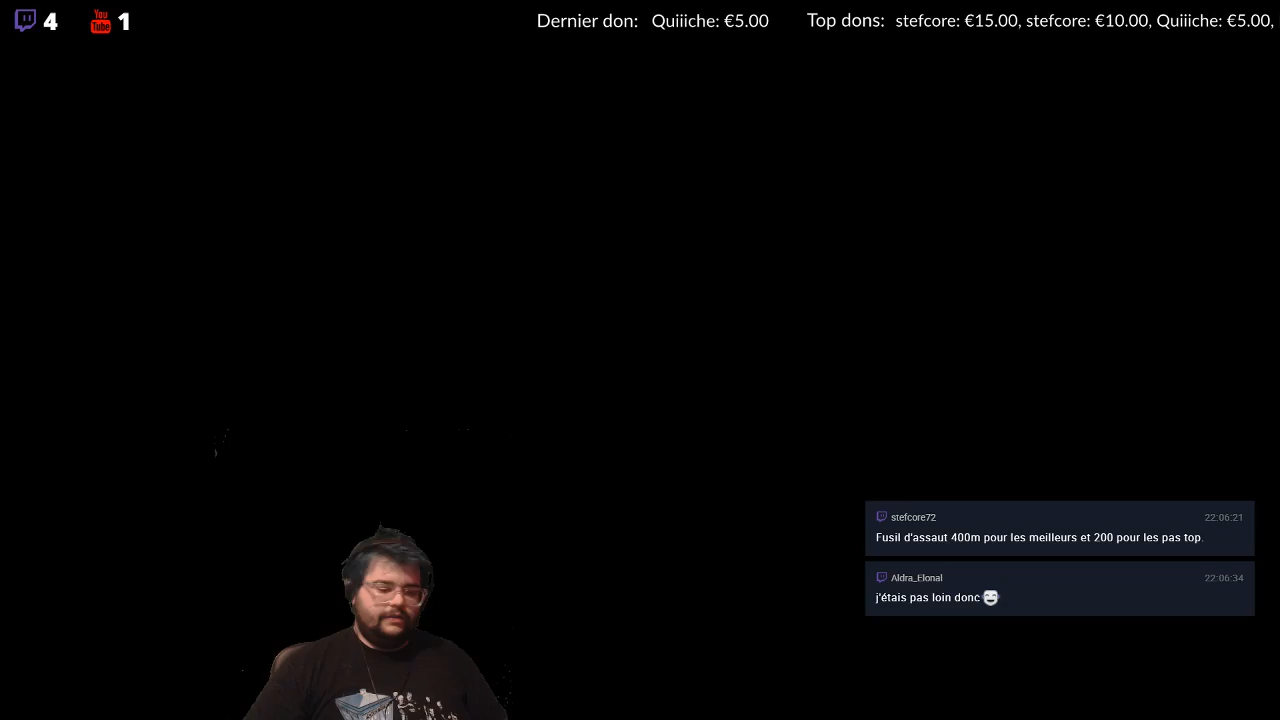 4
You
Tube
1
Dernier don: Quiiiche: €5.00
Top dons: stefcore: €15.00, stefcore: €10.00, Quiiiche: €5.00,
stefcore72 22:06:21
Fusil d'assaut 400m pour les meilleurs et 200 pour les pas top.
Aldra_Elonal 22:06:34
j'étais pas loin donc